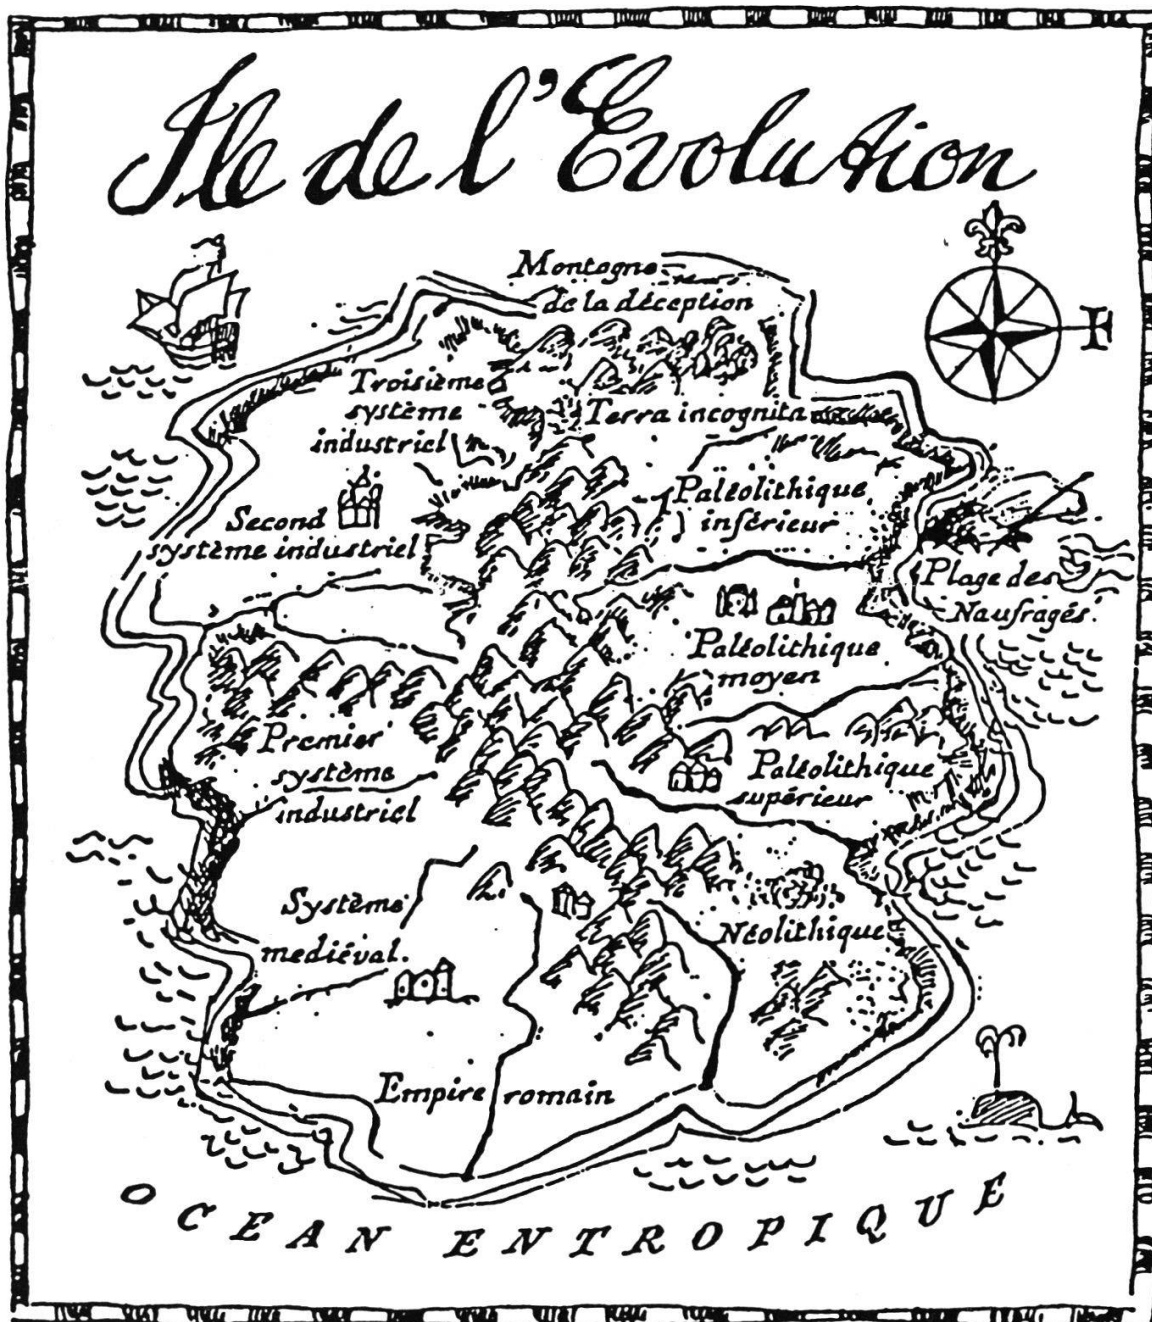 Ile de l'Evolution
Montagne
de la déception
E
Troisième
système
industriel
Terra incognita
Paléolithique
inférieur
Second
système industriel
Plage des
Naufragés
Paléolithique
moyen
Premier
système
industriel
Paléolithique
supérieur
Système
mediéval.
Néolithique
Empire romain
OCEAN ENTROPIQUE